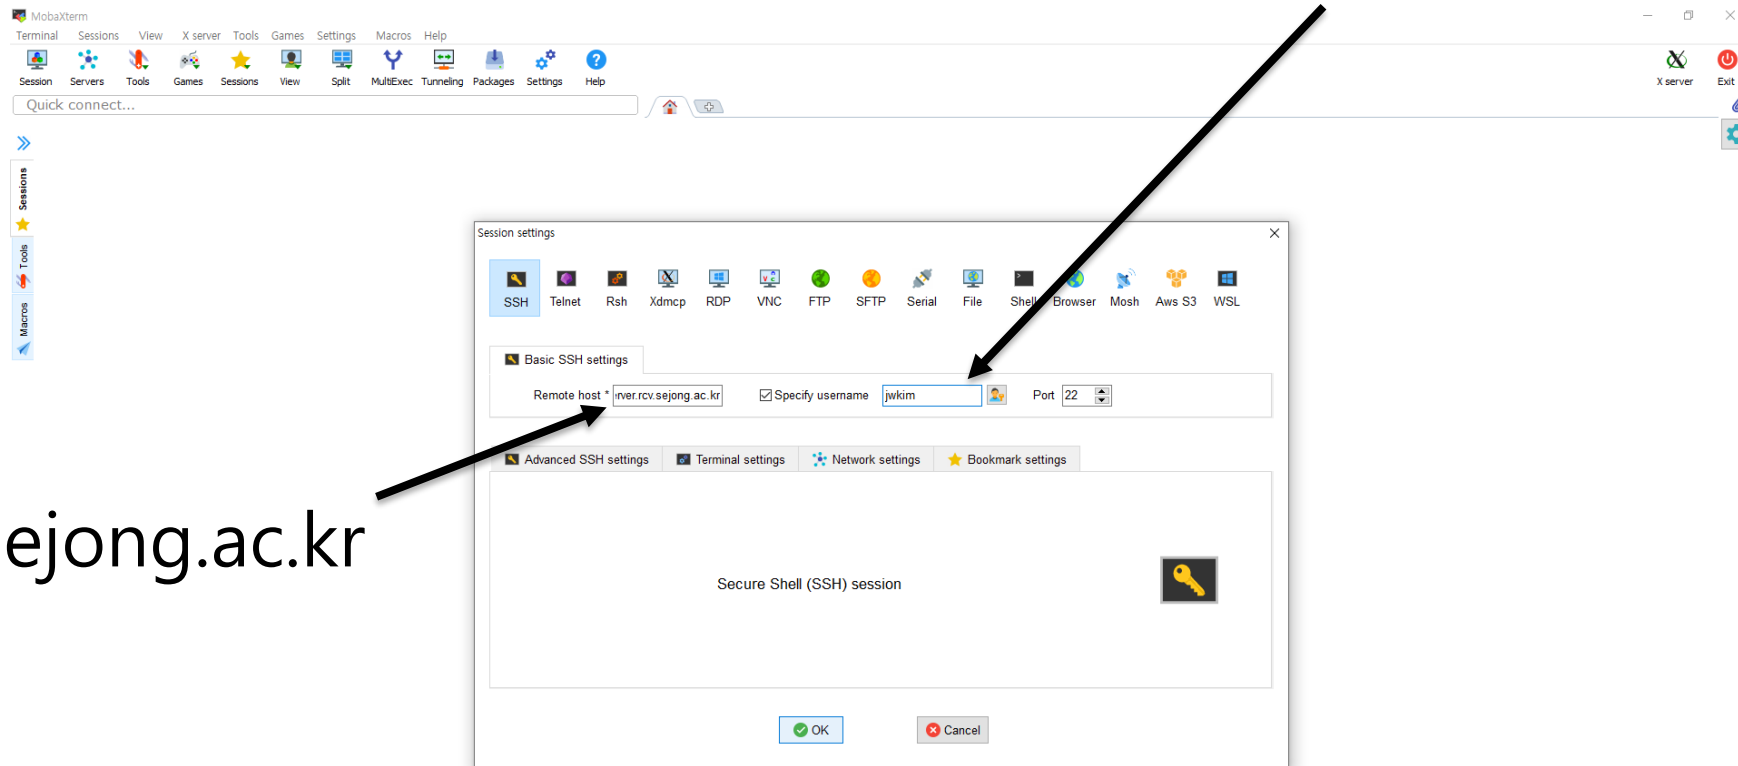 MobaXterm
Terminal Sessions View X server Tools Games Settings Macros Help
Session Servers Tools Games Sessions View Split MultiExec Tunneling Packages Settings Help X server Exit
Quick connect...
Sessions
Tools
Macros
Session settings
SSH Telnet Rsh Xdmcp RDP VNC FTP SFTP Serial File Shell Browser Mosh Aws S3 WSL
Basic SSH settings
Remote host * rver.rcv.sejong.ac.kr Specify username jwkim Port 22
Advanced SSH settings Terminal settings Network settings Bookmark settings
ejong.ac.kr
Secure Shell (SSH) session
OK Cancel